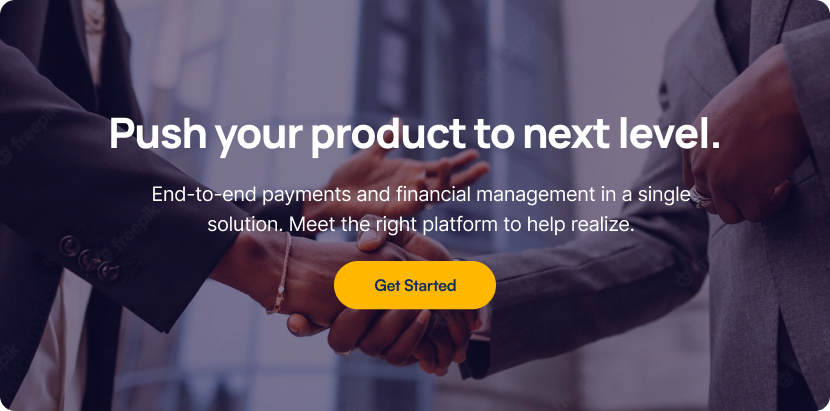 Push your product to next level.
End-to-end payments and financial management in a single
solution. Meet the right platform to help realize.
Get Started